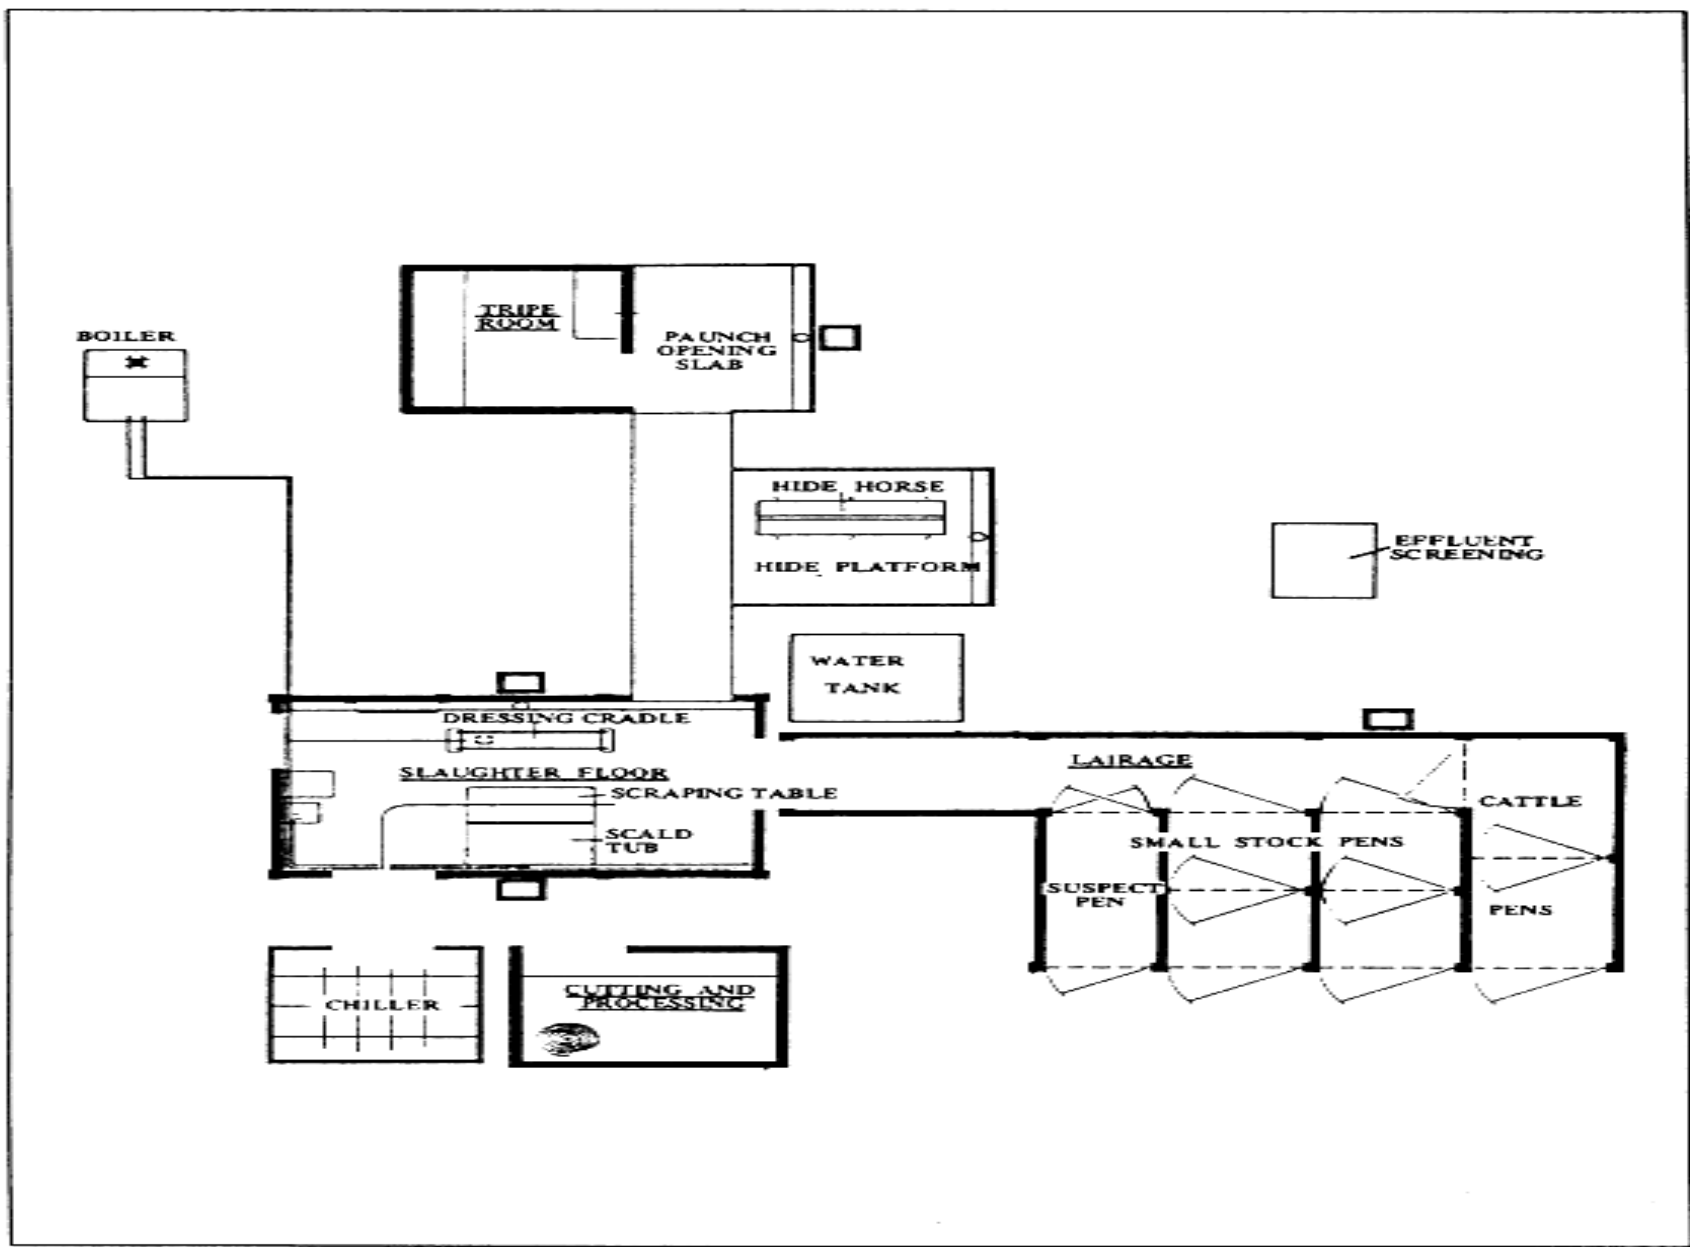 TRIPE
ROOM
BOILER
PAUNCH
OPENING
SLAB
HIDE HORSE
HIDE PLATFORM
EFFLUENT
SCREENING
WATER
TANK
DRESSING CRADLE
SLAUGHTER FLOOR
SCRAPING TABLE
SCALD
TUB
LAIRAGE
CATTLE
PENS
SMALL STOCK PENS
SUSPECT
PEN
CHILLER
CUTTING AND
PROCESSING